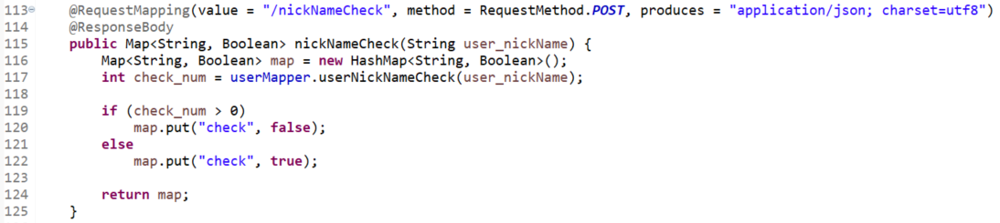 113 @RequestMapping(value = "/nickNameCheck", method = RequestMethod.POST, produces = "application/json; charset=utf8")
114 @ResponseBody
115 public Map<String, Boolean> nickNameCheck(String user_nickName) {
116 Map<String, Boolean> map = new HashMap<String, Boolean>();
117 int check_num = userMapper.userNickNameCheck(user_nickName);
118
119 if (check_num > 0)
120 map.put("check", false);
121 else
122 map.put("check", true);
123
124 return map;
125 }